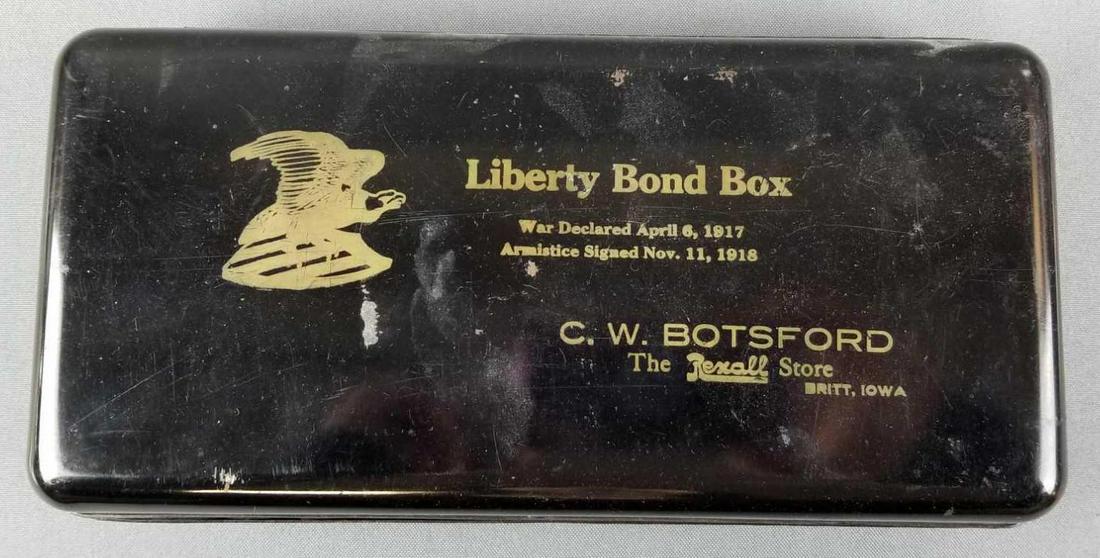 Liberty Bond Box
War Declared April 6, 1917
Armistice Signed Nov. 11, 1918
C. W. BOTSFORD
The Rexall Store
BRITT, IOWA